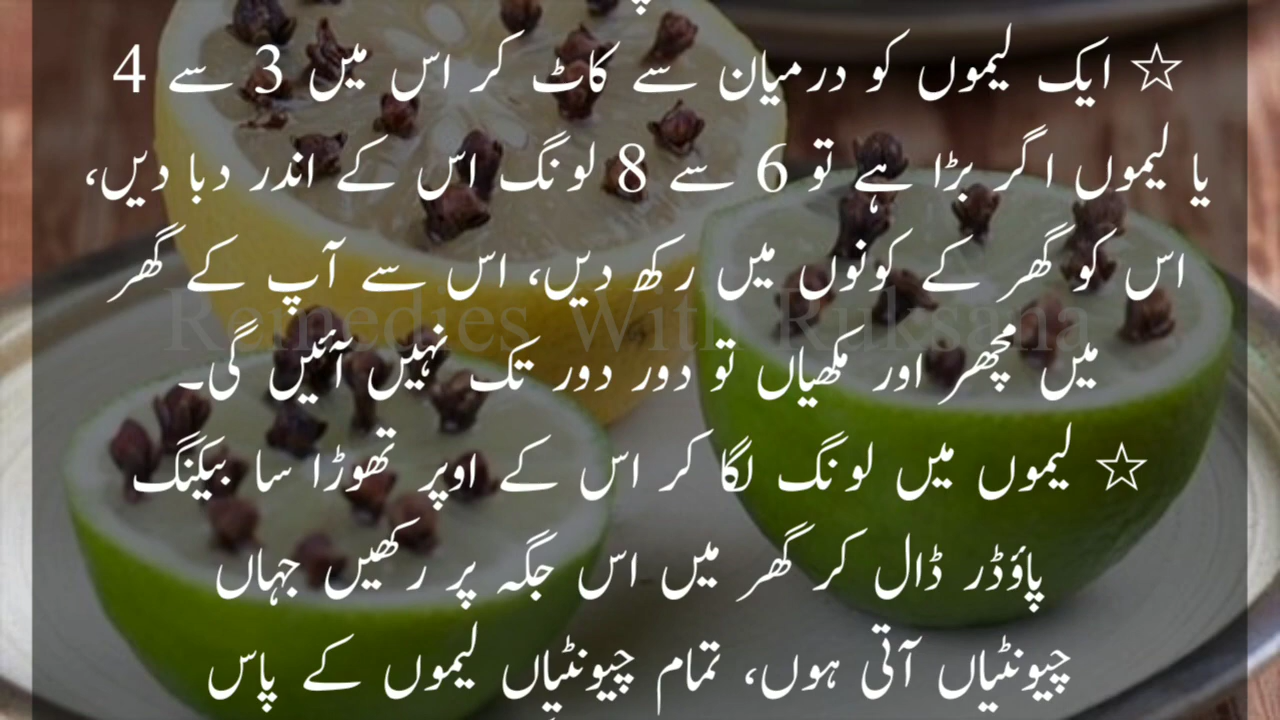 ☆ ایک لیموں کو درمیان سے کاٹ کر اس میں 3 سے 4
یا لیموں اگر بڑا ہے تو 6 سے 8 لونگ اس کے اندر دبا دیں،
اس کو گھر کے کونوں میں رکھ دیں، اس سے آپ کے گھر
Remedies With Ruksana
میں مچھر اور مکھیاں تو دور دور تک نہیں آئیں گی۔
☆ لیموں میں لونگ لگا کر اس کے اوپر تھوڑا سا بیکنگ
پاؤڈر ڈال کر گھر میں اس جگہ پر رکھیں جہاں
چیونٹیاں آتی ہوں، تمام چیونٹیاں لیموں کے پاس